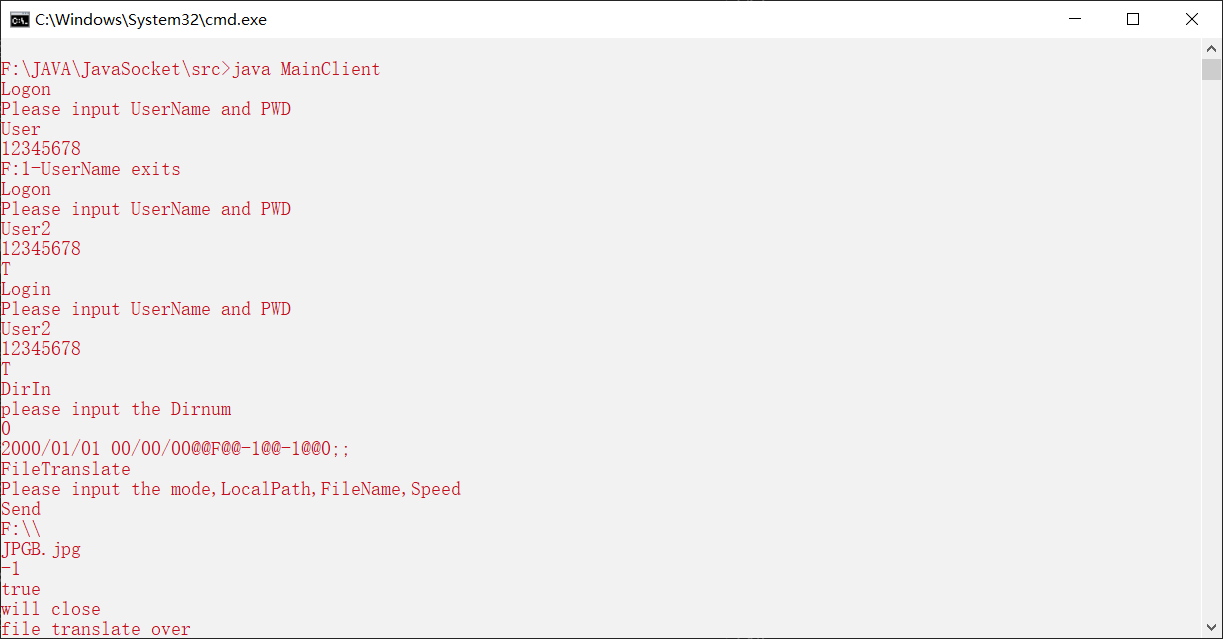 C:\Windows\System32\cmd.exe
F:\JAVA\JavaSocket\src>java MainClient
Logon
Please input UserName and PWD
User
12345678
F:1-UserName exits
Logon
Please input UserName and PWD
User2
12345678
T
Login
Please input UserName and PWD
User2
12345678
T
DirIn
please input the Dirnum
0
2000/01/01 00/00/00@@F@@-1@@-1@@0;;
FileTranslate
Please input the mode,LocalPath,FileName,Speed
Send
F:\\
JPGB.jpg
-1
true
will close
file translate over